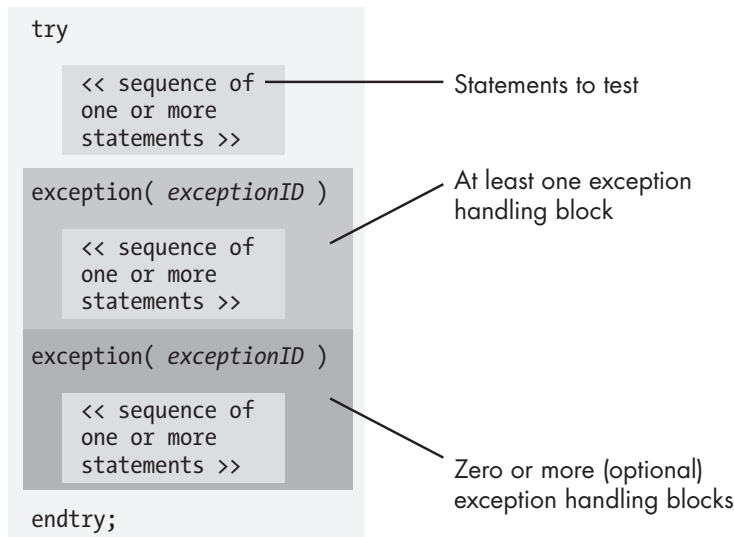 try
<< sequence of
one or more
statements >>
Statements to test
exception( exceptionID )
<< sequence of
one or more
statements >>
At least one exception
handling block
exception( exceptionID )
<< sequence of
one or more
statements >>
Zero or more (optional)
exception handling blocks
endtry;